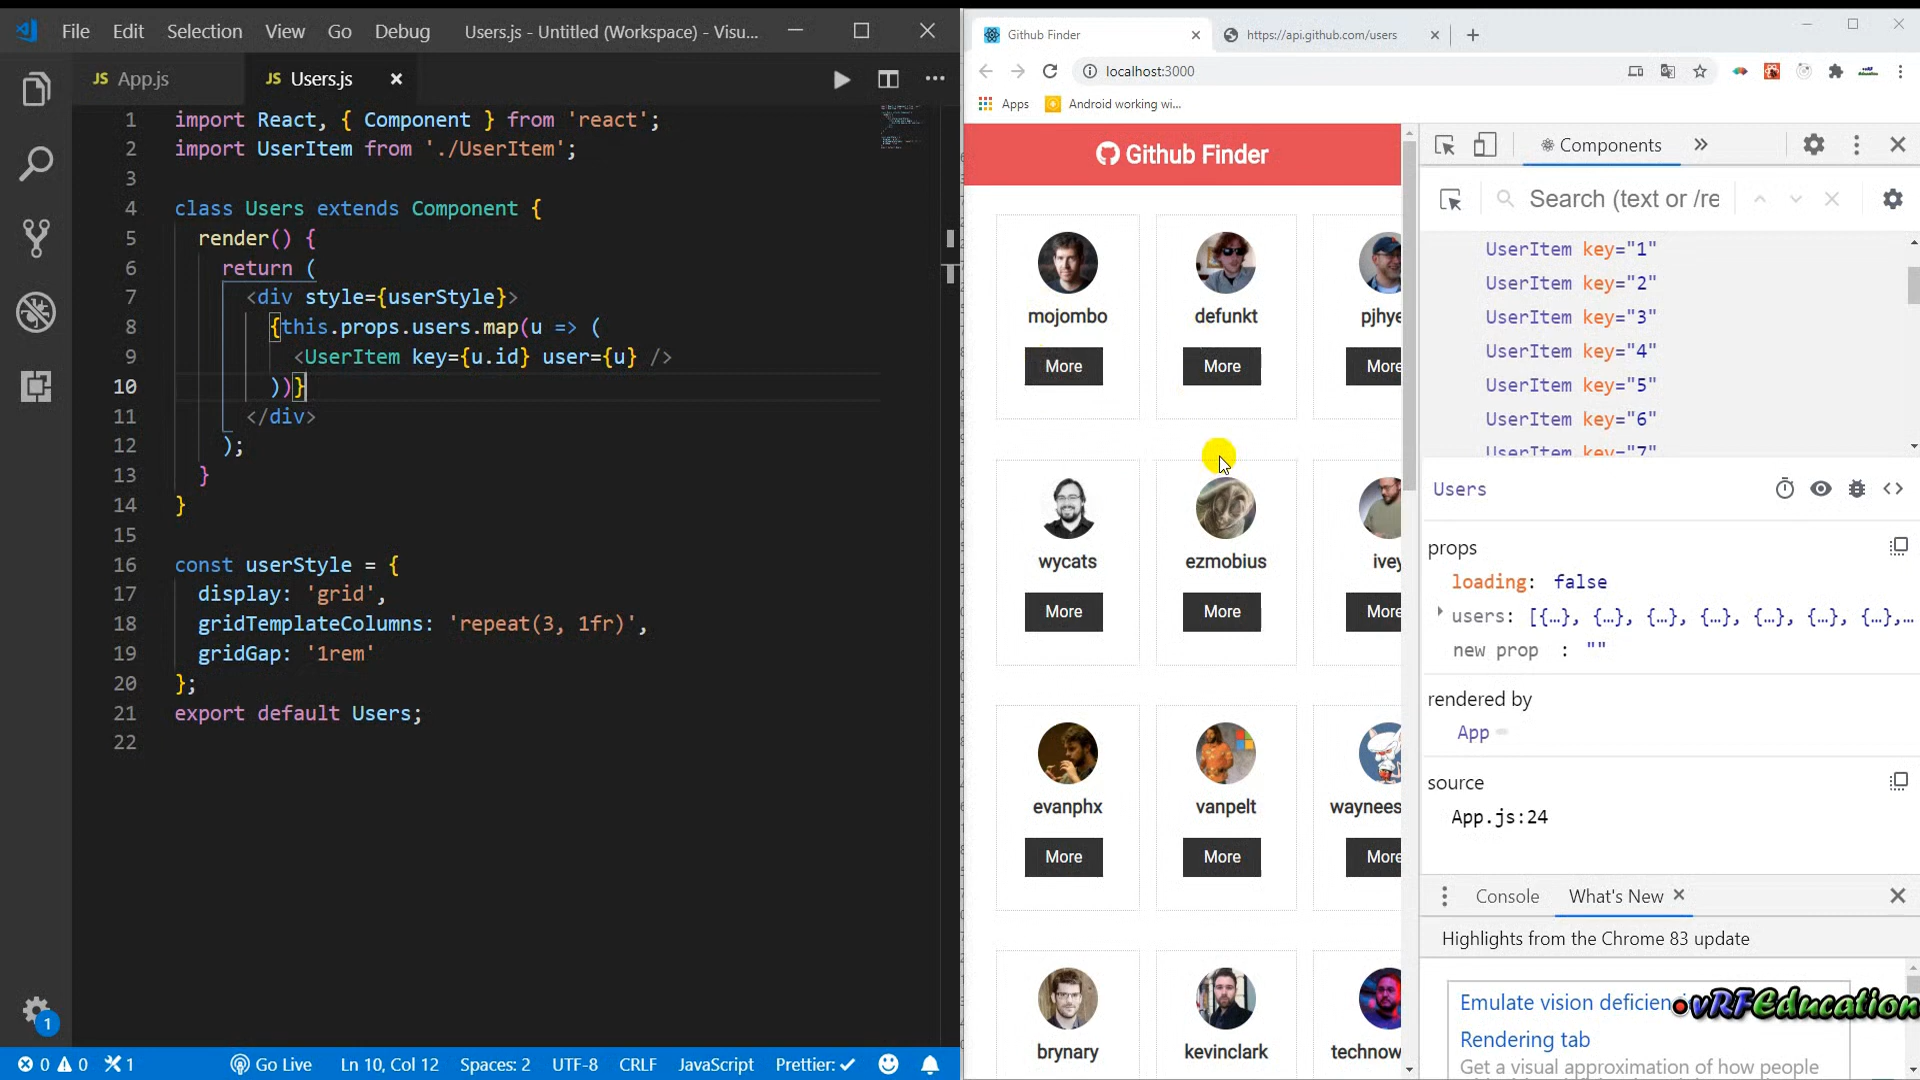 File Edit Selection View Go Debug Users.js - Untitled (Workspace) - Visu...
JS App.js JS Users.js
1 import React, { Component } from 'react';
2 import UserItem from './UserItem';
3
4 class Users extends Component {
5 render() {
6 return (
7 <div style={userStyle}>
8 {this.props.users.map(u => (
9 <UserItem key={u.id} user={u} />
10 ))}
11 </div>
12 );
13 }
14 }
15
16 const userStyle = {
17 display: 'grid',
18 gridTemplateColumns: 'repeat(3, 1fr)',
19 gridGap: '1rem'
20 };
21 export default Users;
22
1
0 0 1 Go Live Ln 10, Col 12 Spaces: 2 UTF-8 CRLF JavaScript Prettier:
Github Finder https://api.github.com/users
localhost:3000
Apps Android working wi...
Github Finder
mojombo defunkt pjhye
More More More
wycats ezmobius ivey
More More More
evanphx vanpelt waynees
More More More
brynary kevinclark technow
Components
Search (text or /re
UserItem key="1"
UserItem key="2"
UserItem key="3"
UserItem key="4"
UserItem key="5"
UserItem key="6"
UserItem key="7"
Users
props
loading: false
users: [{…}, {…}, {…}, {…}, {…}, {…}, {…},…
new prop : ""
rendered by
App
source
App.js:24
Console What's New
Highlights from the Chrome 83 update
Emulate vision deficien
vRFEducation
Rendering tab
Get a visual approximation of how people